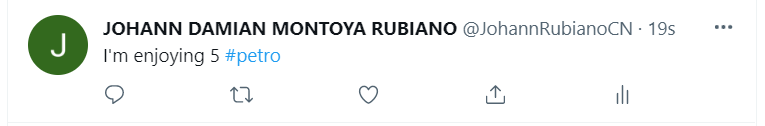 J
JOHANN DAMIAN MONTOYA RUBIANO @JohannRubianoCN · 19s
I'm enjoying 5 #petro